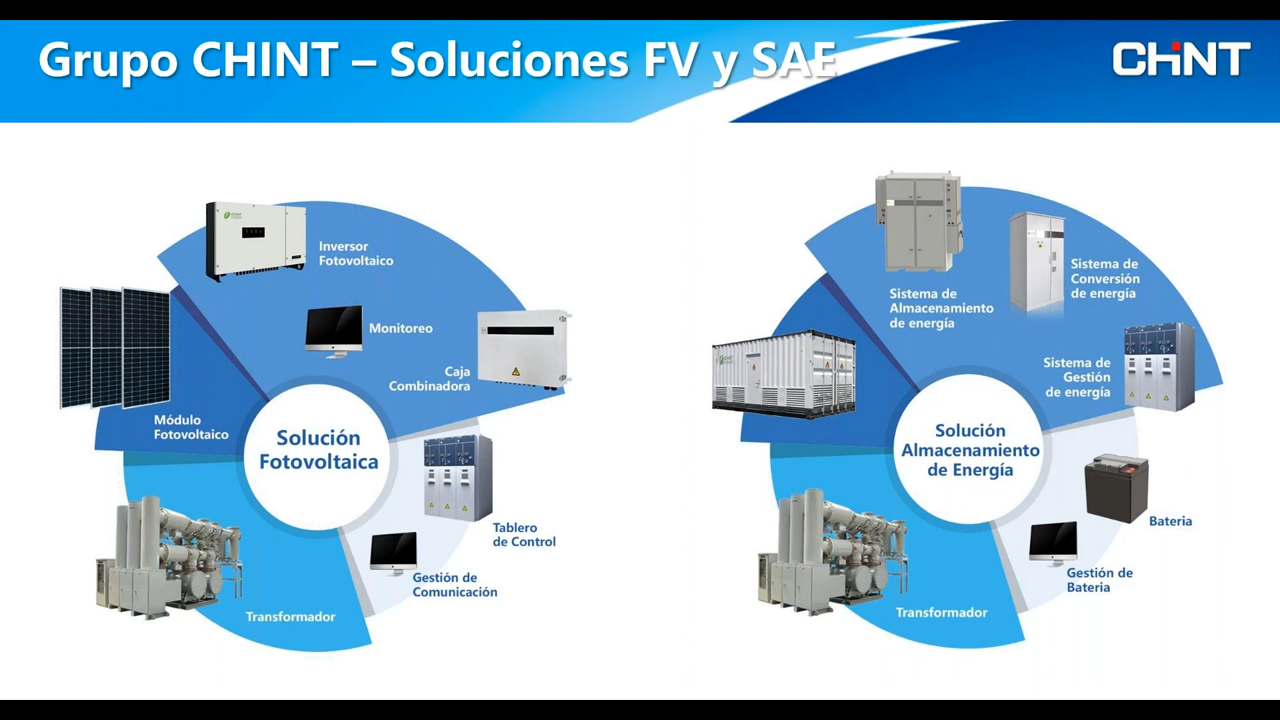 Grupo CHINT – Soluciones FV y SAE
CHINT
Inversor
Fotovoltaico
Monitoreo
Caja
Combinadora
Módulo
Fotovoltaico
Solución
Fotovoltaica
Tablero
de Control
Gestión de
Comunicación
Transformador
Sistema de
Almacenamiento
de energía
Sistema de
Conversión
de energía
Sistema de
Gestión
de energía
Solución
Almacenamiento
de Energía
Bateria
Gestión de
Bateria
Transformador